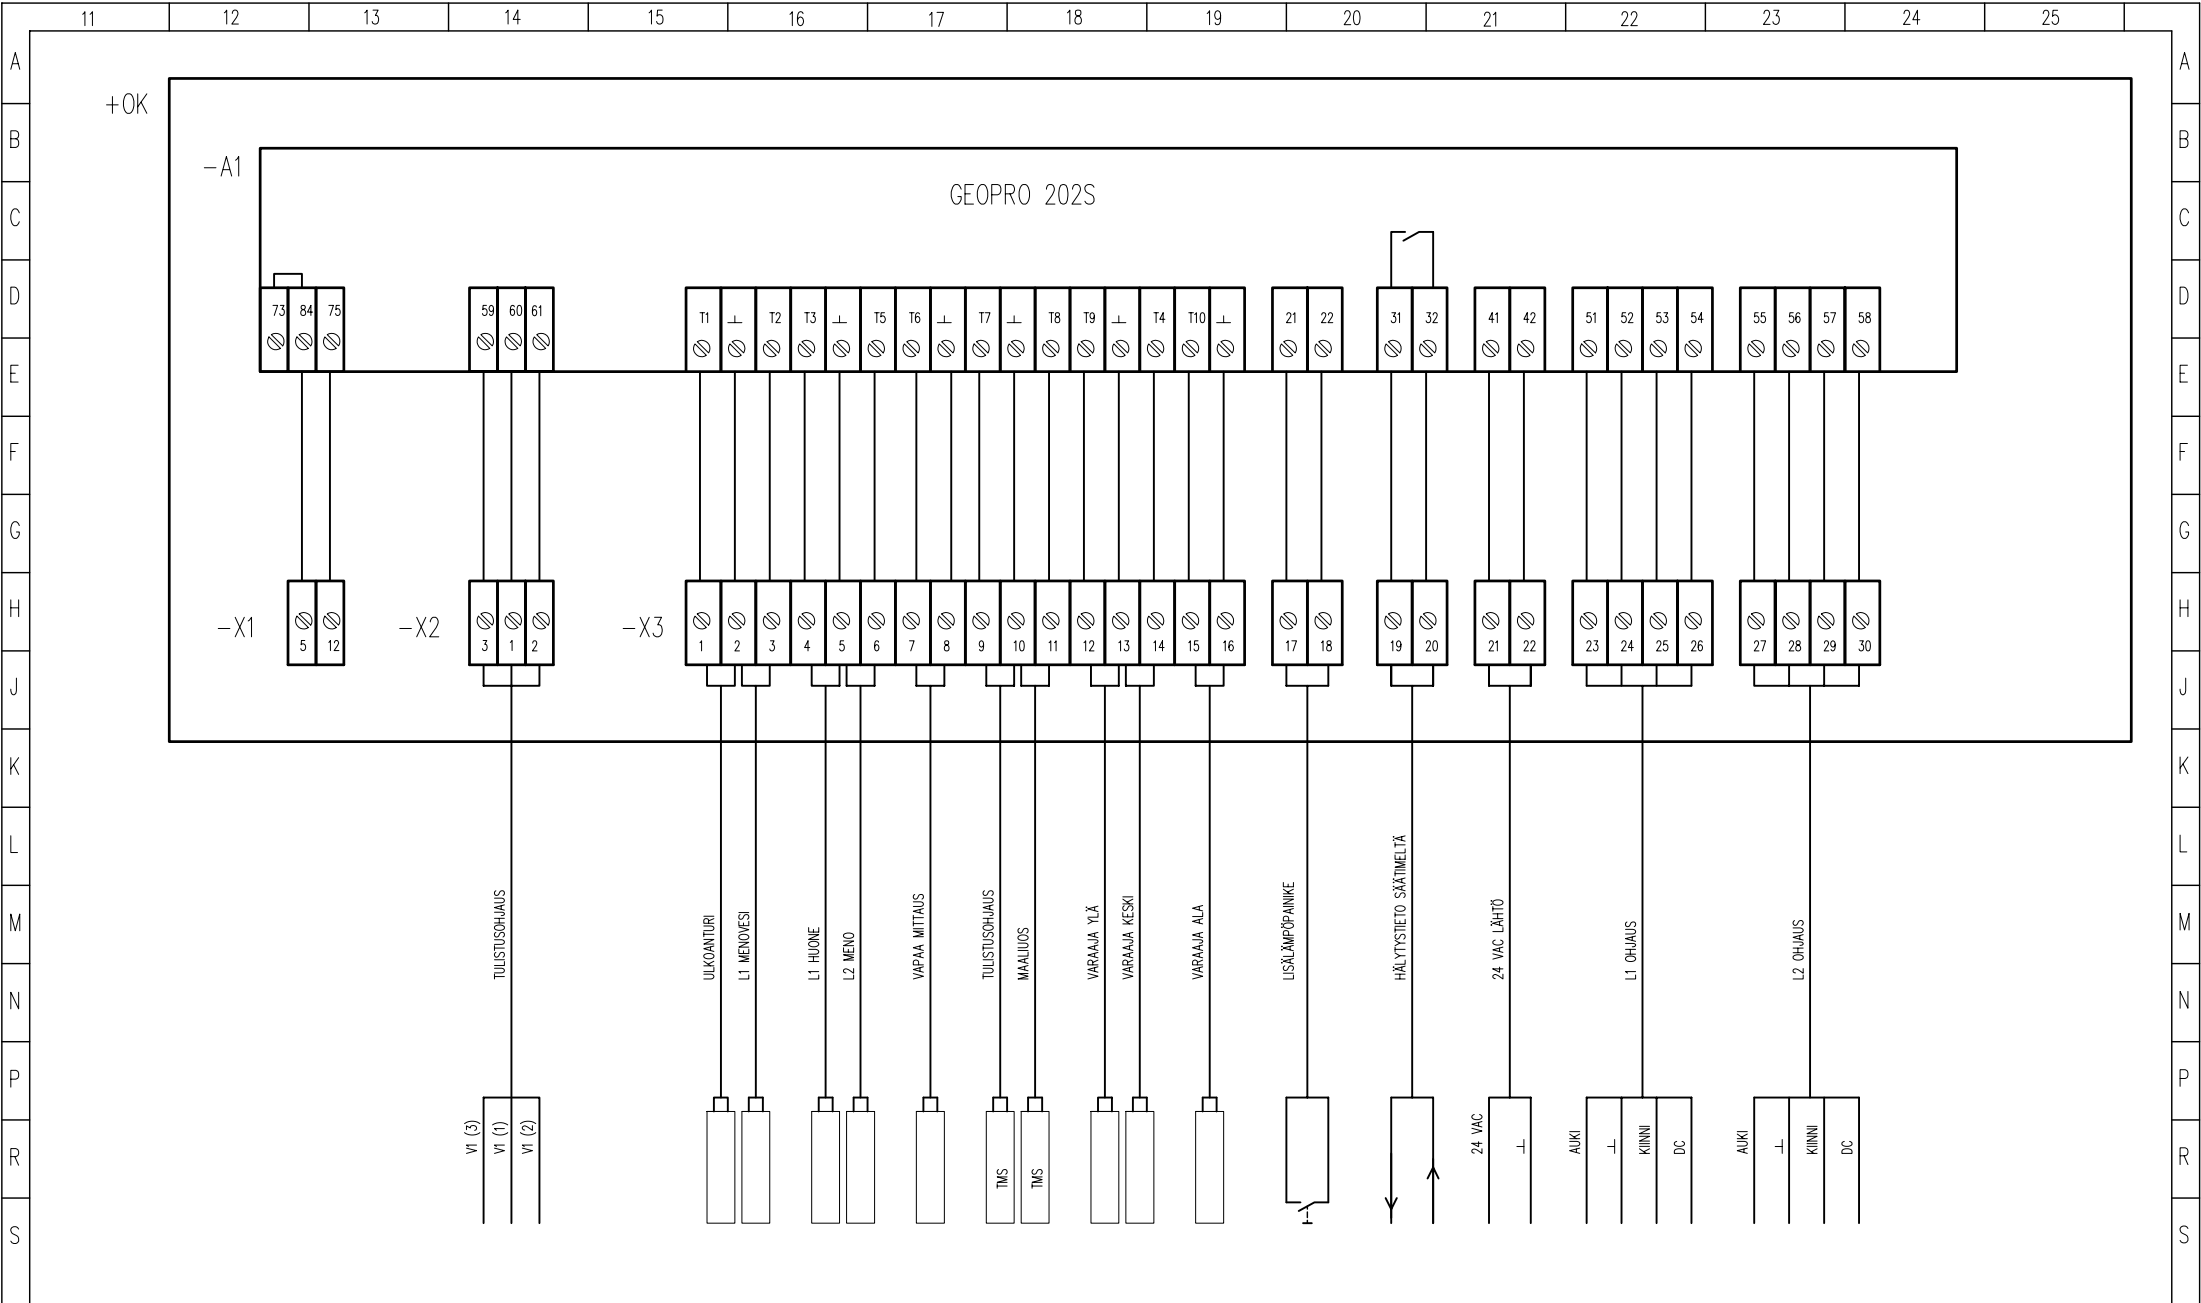 11 12 13 14 15 16 17 18 19 20 21 22 23 24 25
A A
+OK
B B
-A1
GEOPRO 202S
C C
D D
73 84 75 59 60 61 T1 ⊥ T2 T3 ⊥ T5 T6 ⊥ T7 ⊥ T8 T9 ⊥ T4 T10 ⊥ 21 22 31 32 41 42 51 52 53 54 55 56 57 58
E E
F F
G G
H H
-X1 -X2 -X3
5 12 3 1 2 1 2 3 4 5 6 7 8 9 10 11 12 13 14 15 16 17 18 19 20 21 22 23 24 25 26 27 28 29 30
J J
K K
L L
M M
TULISTUSOHJAUS
ULKOANTURI
L1 MENOVESI
L1 HUONE
L2 MENO
VAPAA MITTAUS
TULISTUSOHJAUS
MAALIUOS
VARAAJA YLÄ
VARAAJA KESKI
VARAAJA ALA
LISÄLÄMPÖPAINIKE
HÄLYTYSTIETO SÄÄTIMELTÄ
24 VAC LÄHTÖ
L1 OHJAUS
L2 OHJAUS
N N
P P
R R
V1 (3)
V1 (1)
V1 (2)
TMS
TMS
24 VAC
⊥
AUKI
⊥
KIINNI
DC
AUKI
⊥
KIINNI
DC
S S